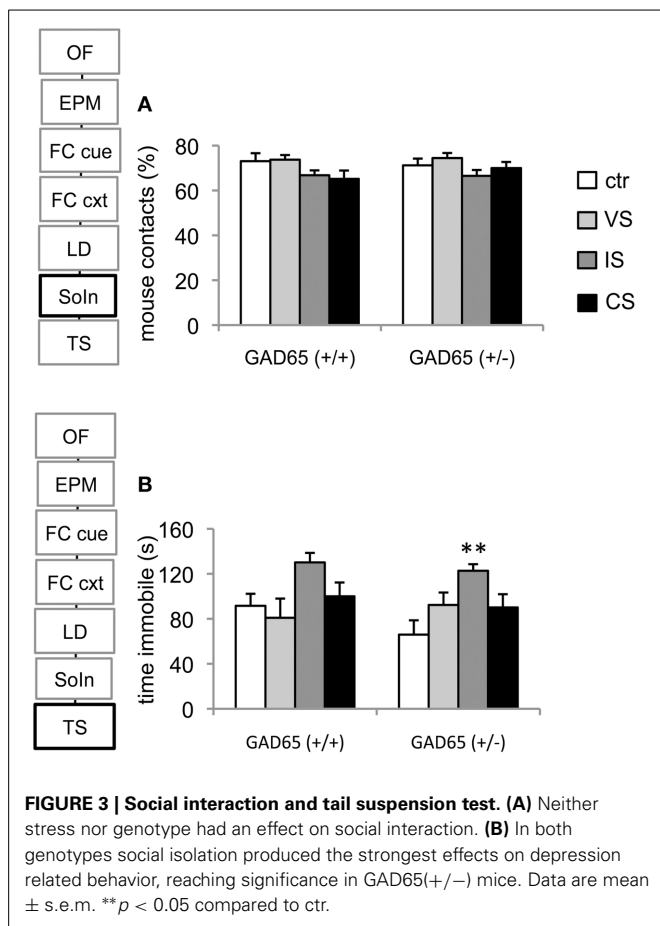 OF
EPM
FC cue
FC cxt
LD
SoIn
TS
A
mouse contacts (%)
80
60
40
20
0
GAD65 (+/+)
GAD65 (+/-)
ctr
VS
IS
CS
OF
EPM
FC cue
FC cxt
LD
SoIn
TS
B
time immobile (s)
160
120
80
40
0
**
GAD65 (+/+)
GAD65 (+/-)
FIGURE 3 | Social interaction and tail suspension test. (A) Neither
stress nor genotype had an effect on social interaction. (B) In both
genotypes social isolation produced the strongest effects on depression
related behavior, reaching significance in GAD65(+/−) mice. Data are mean
± s.e.m. **p < 0.05 compared to ctr.